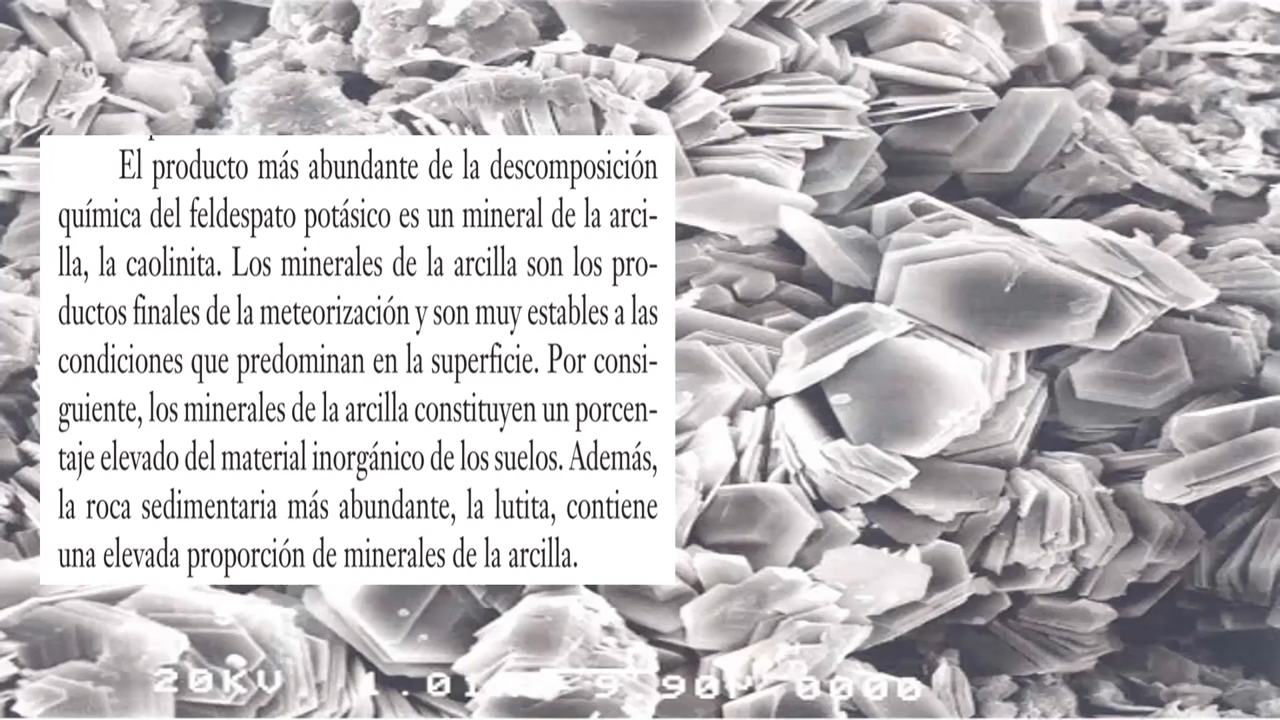 El producto más abundante de la descomposición
química del feldespato potásico es un mineral de la arci-
lla, la caolinita. Los minerales de la arcilla son los pro-
ductos finales de la meteorización y son muy estables a las
condiciones que predominan en la superficie. Por consi-
guiente, los minerales de la arcilla constituyen un porcen-
taje elevado del material inorgánico de los suelos. Además,
la roca sedimentaria más abundante, la lutita, contiene
una elevada proporción de minerales de la arcilla.
20KV 0000